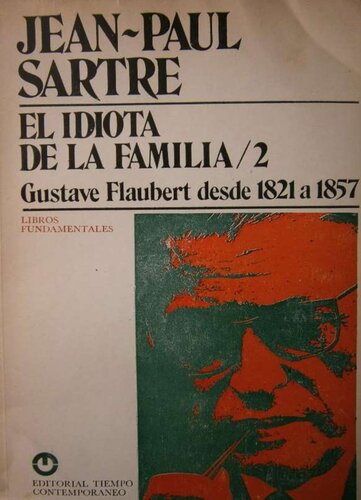 JEAN-PAUL
SARTRE
EL IDIOTA
DE LA FAMILIA/2
Gustave Flaubert desde 1821 a 1857
LIBROS
FUNDAMENTALES
EDITORIAL TIEMPO
CONTEMPORANEO